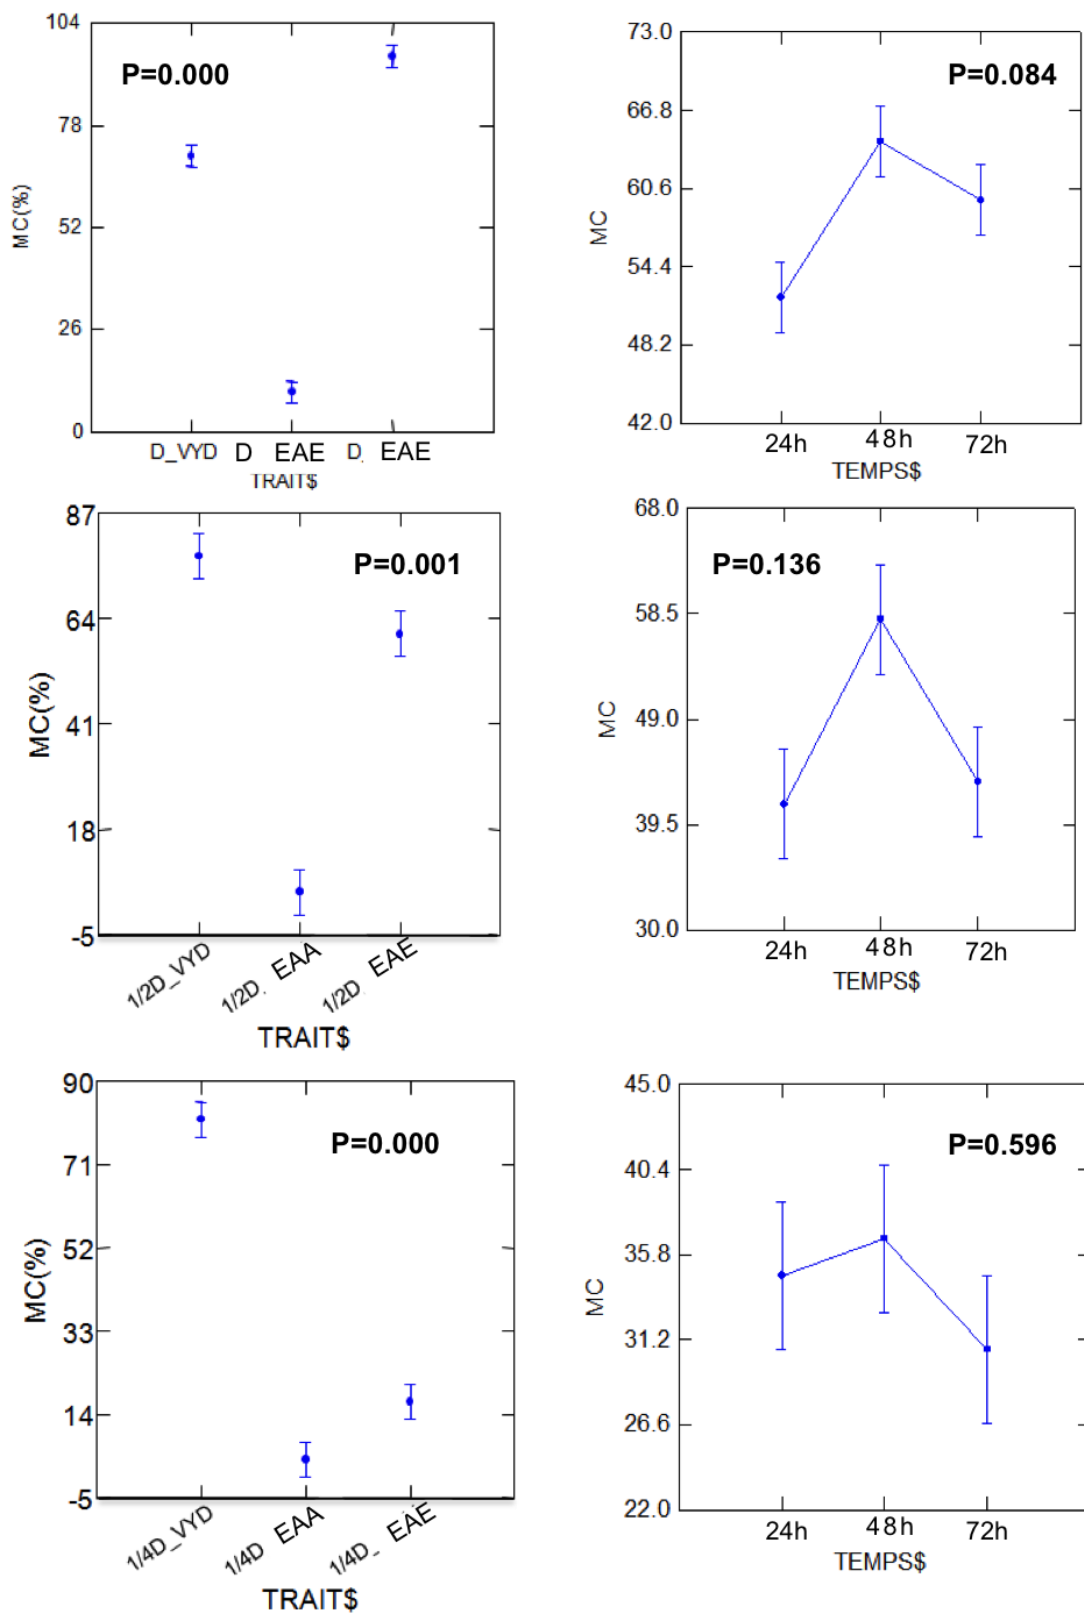 104
78
52
26
0
MC(%)
P=0.000
D_VYD D EAE D_ EAE
TRAIT$
73.0
66.8
60.6
54.4
48.2
42.0
MC
P=0.084
24h 48h 72h
TEMPS$
87
64
41
18
-5
MC(%)
P=0.001
1/2D_VYD 1/2D. EAA 1/2D. EAE
TRAIT$
68.0
58.5
49.0
39.5
30.0
MC
P=0.136
24h 48h 72h
TEMPS$
90
71
52
33
14
-5
MC(%)
P=0.000
1/4D_VYD 1/4D EAA 1/4D_ EAE
TRAIT$
45.0
40.4
35.8
31.2
26.6
22.0
MC
P=0.596
24h 48h 72h
TEMPS$